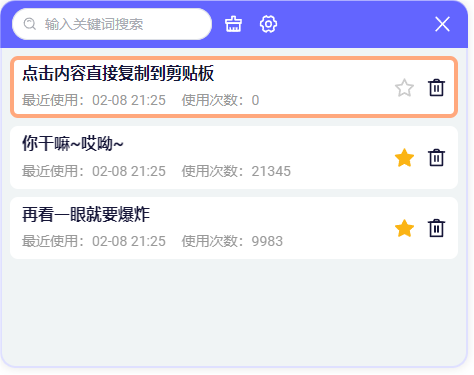 输入关键词搜索
点击内容直接复制到剪贴板
最近使用：02-08 21:25 使用次数：0
你干嘛~哎呦~
最近使用：02-08 21:25 使用次数：21345
再看一眼就要爆炸
最近使用：02-08 21:25 使用次数：9983